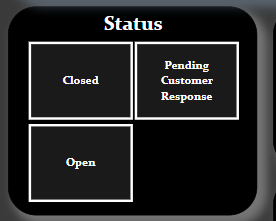 Status
Closed
Pending
Customer
Response
Open